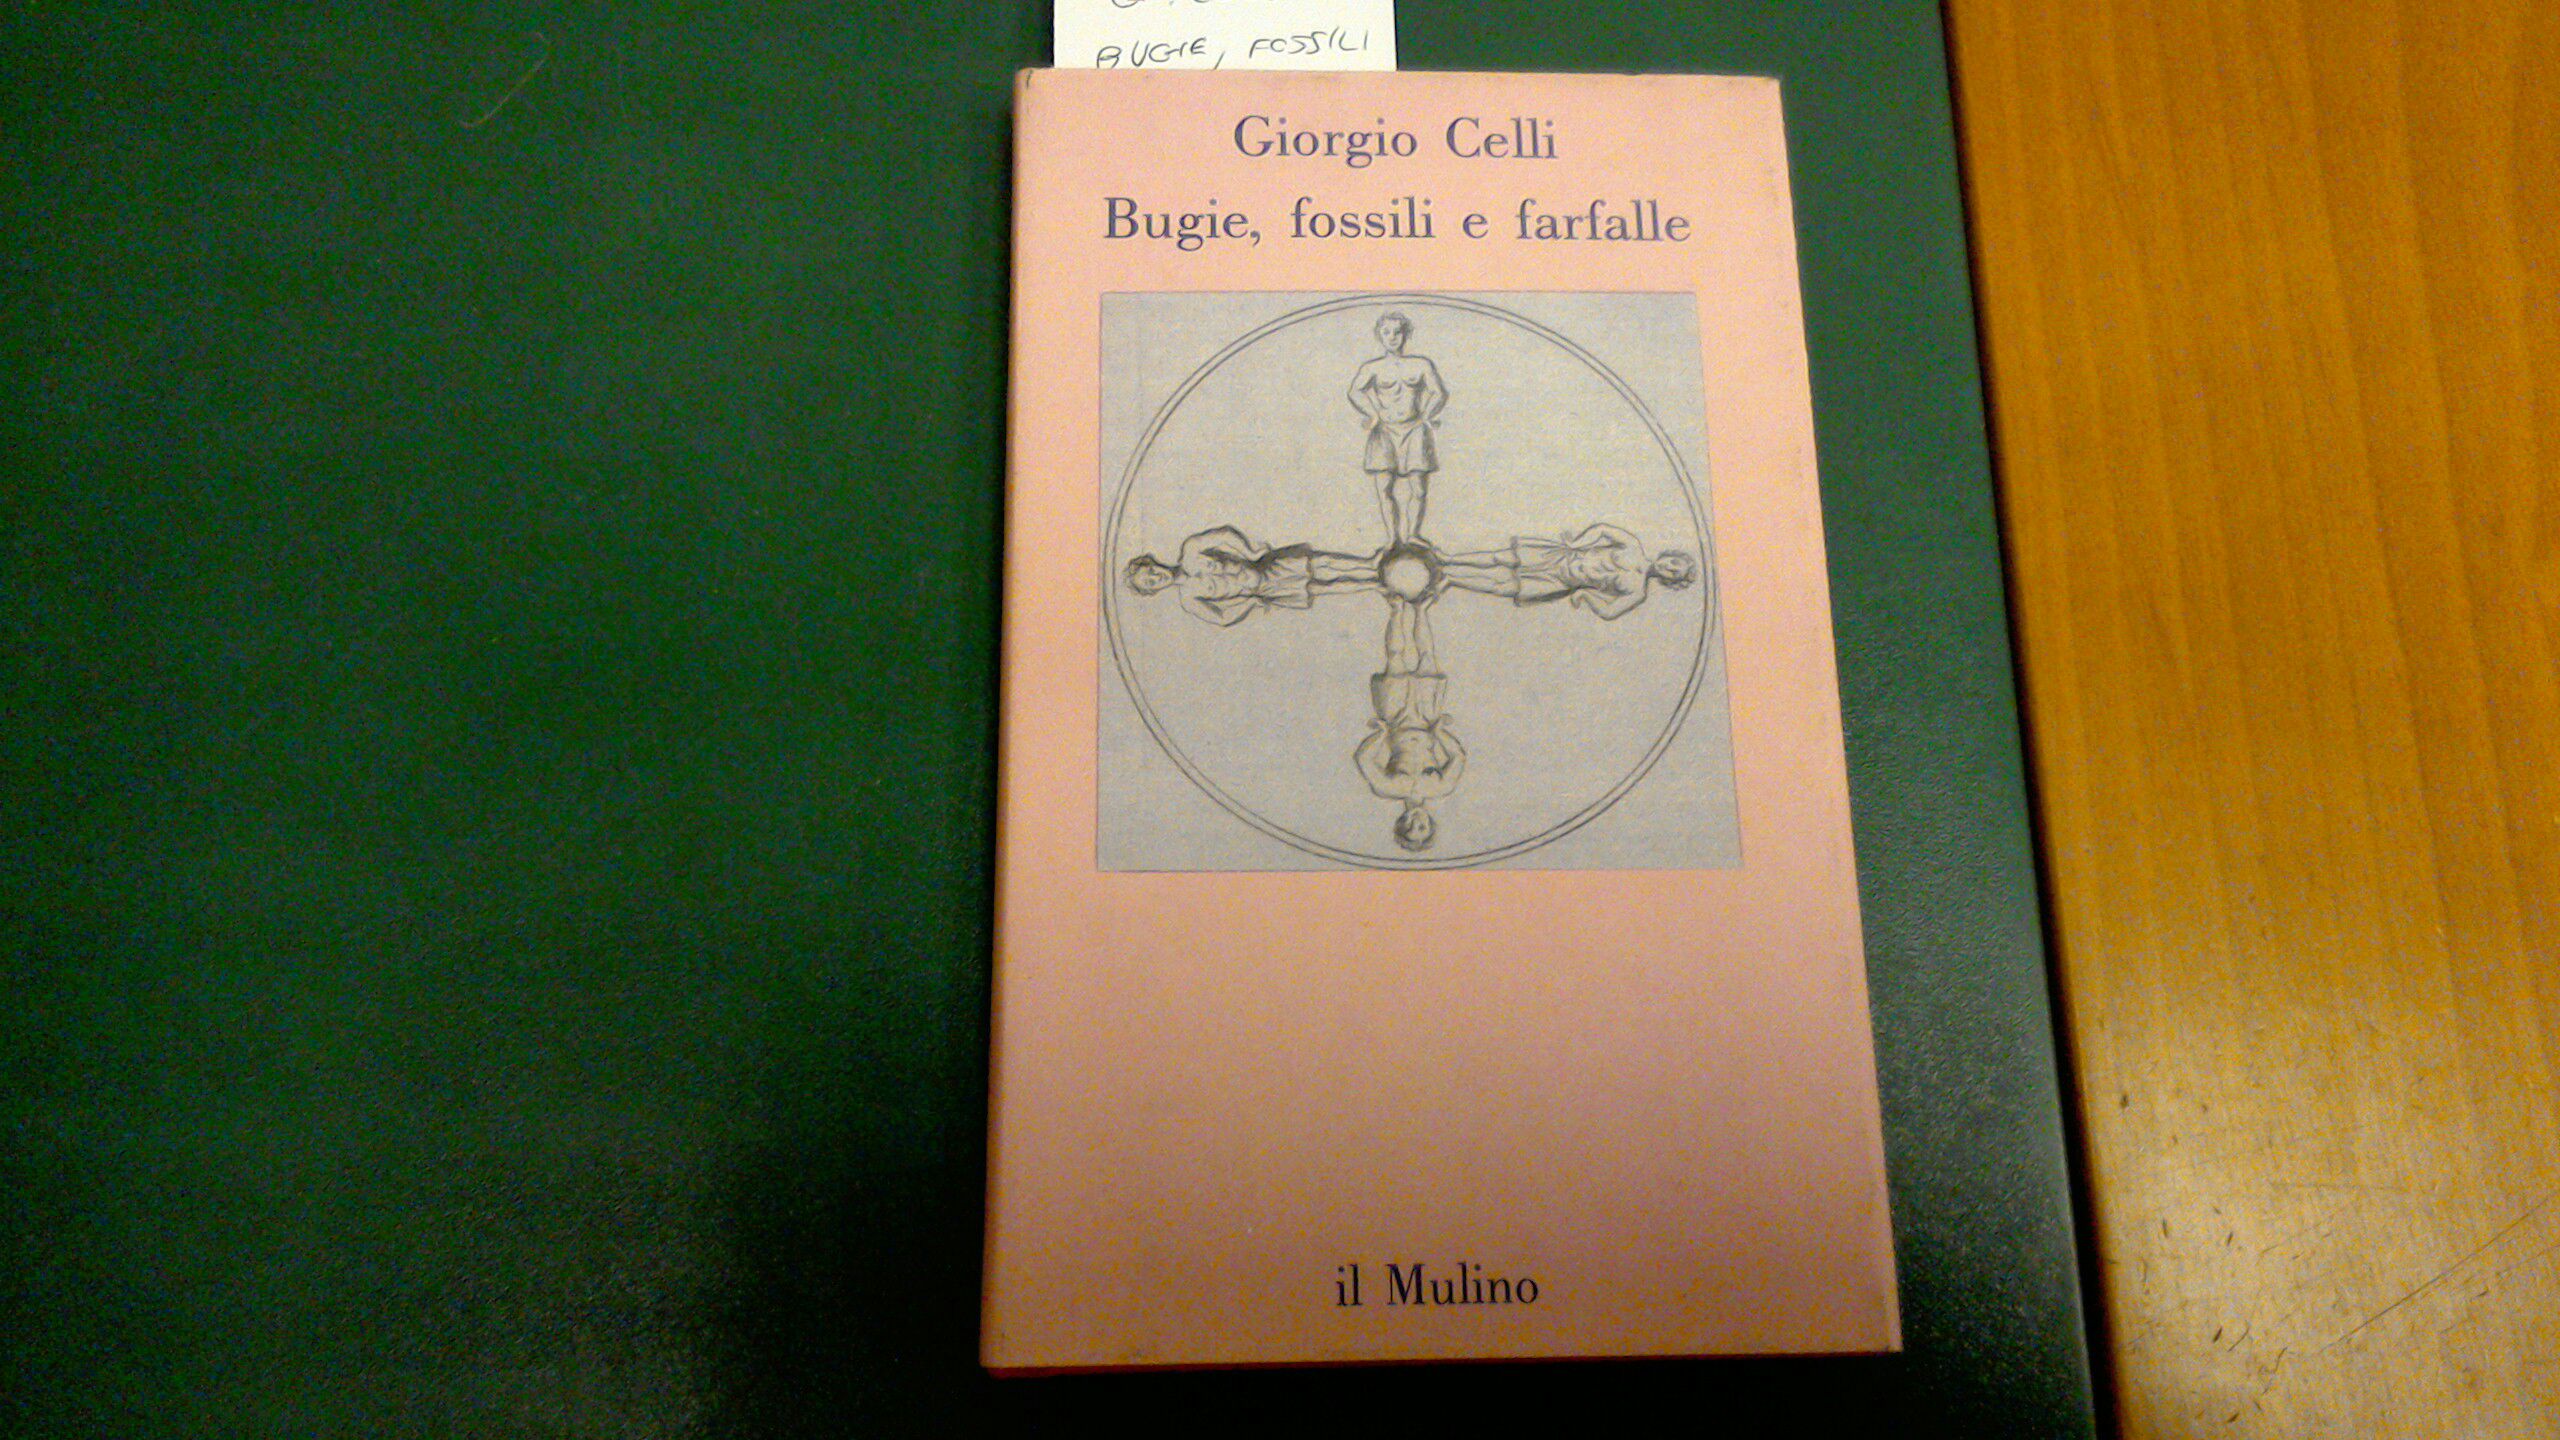 BUGIE, FOSSILI
Giorgio Celli
Bugie, fossili e farfalle
il Mulino